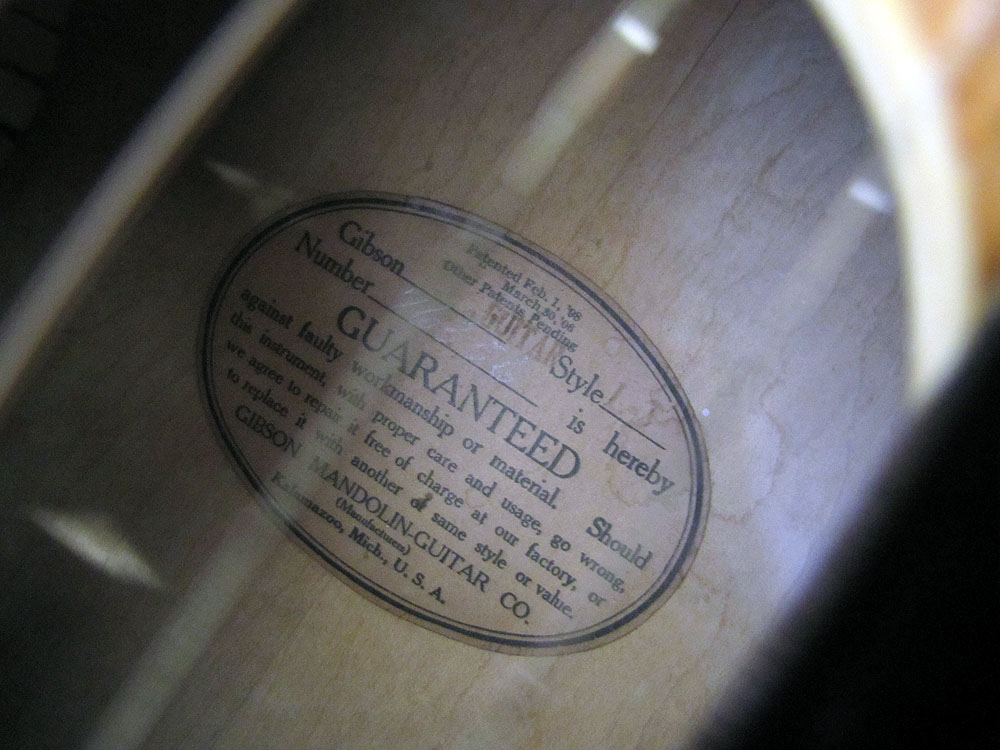 Patented Feb. 1, '98
March 30, '06
Other Patents Pending
Gibson GUITAR Style
Number is hereby
GUARANTEED
against faulty workmanship or material. Should
this instrument, with proper care and usage, go wrong,
we agree to repair it free of charge at our factory, or
to replace it with another of same style or value.
GIBSON MANDOLIN-GUITAR CO.
(Manufacturers)
Kalamazoo, Mich., U. S. A.